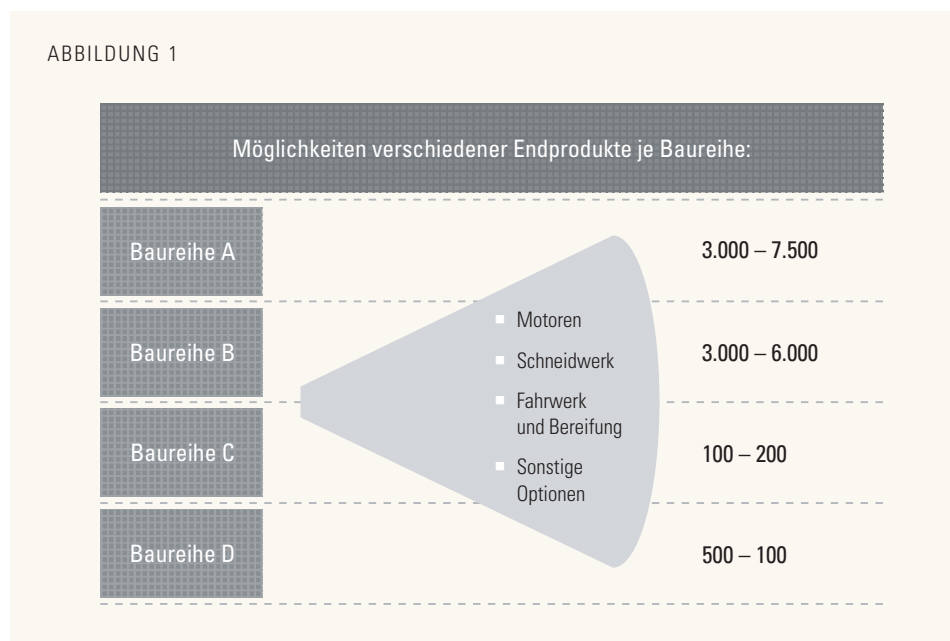 ABBILDUNG 1
Möglichkeiten verschiedener Endprodukte je Baureihe:
Baureihe A
3.000 – 7.500
Baureihe B
3.000 – 6.000
Baureihe C
100 – 200
Baureihe D
500 – 100
Motoren
Schneidwerk
Fahrwerk
und Bereifung
Sonstige
Optionen